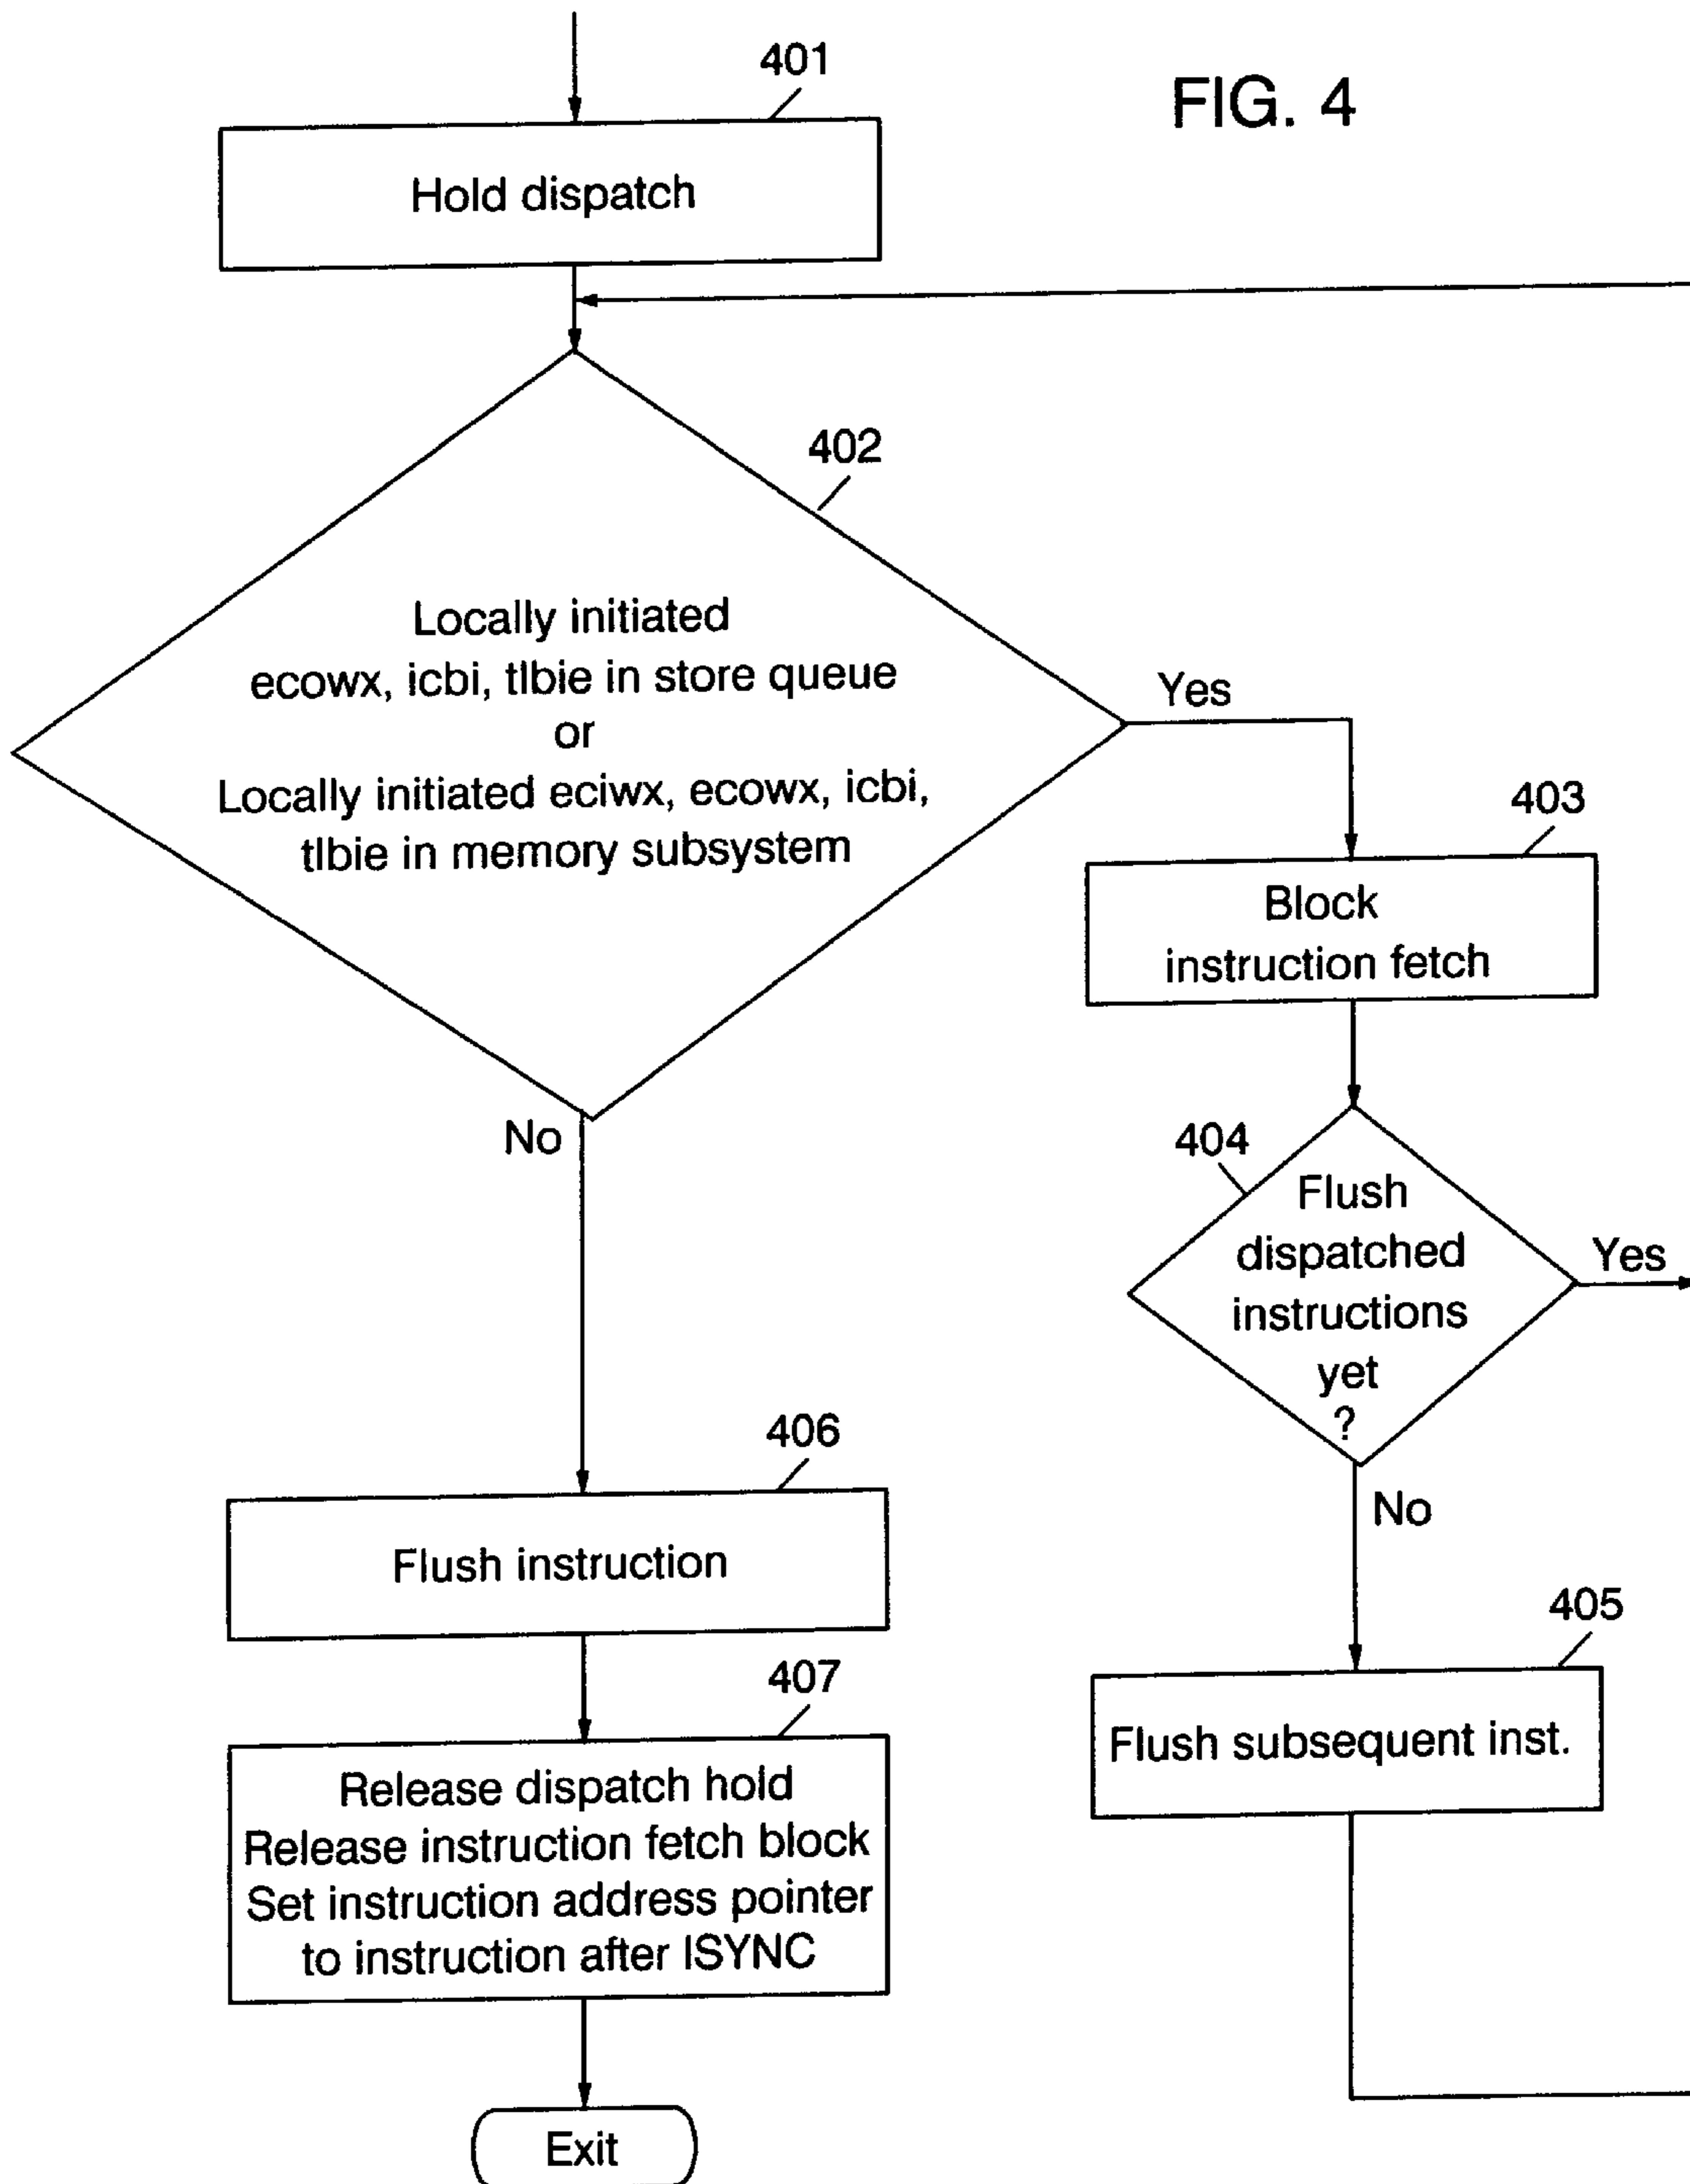 FIG. 4
401
Hold dispatch
402
Locally initiated
ecowx, icbi, tlbie in store queue
or
Locally initiated eciwx, ecowx, icbi,
tlbie in memory subsystem
Yes
403
Block
instruction fetch
404
Flush
dispatched
instructions
yet
?
Yes
No
No
405
Flush subsequent inst.
406
Flush instruction
407
Release dispatch hold
Release instruction fetch block
Set instruction address pointer
to instruction after ISYNC
Exit